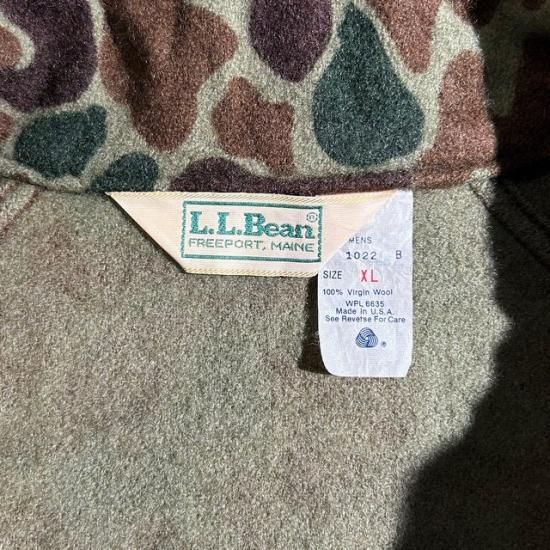 L.L.Bean®
FREEPORT, MAINE
MENS
1022 B
SIZE XL
100% Virgin Wool
WPL 6635
Made in U.S.A.
See Reverse For Care
®